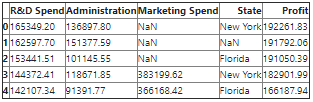 R&D Spend Administration Marketing Spend State Profit
0 165349.20 136897.80 NaN New York 192261.83
1 162597.70 151377.59 NaN NaN 191792.06
2 153441.51 101145.55 NaN Florida 191050.39
3 144372.41 118671.85 383199.62 New York 182901.99
4 142107.34 91391.77 366168.42 Florida 166187.94